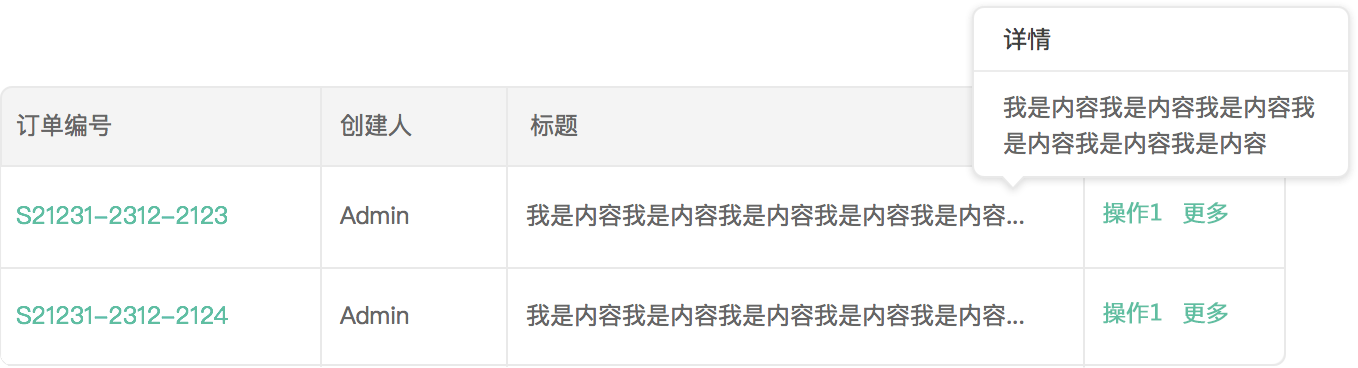 详情
我是内容我是内容我是内容我
是内容我是内容我是内容
订单编号 创建人 标题
S21231-2312-2123 Admin 我是内容我是内容我是内容我是内容我是内容... 操作1 更多
S21231-2312-2124 Admin 我是内容我是内容我是内容我是内容我是内容... 操作1 更多